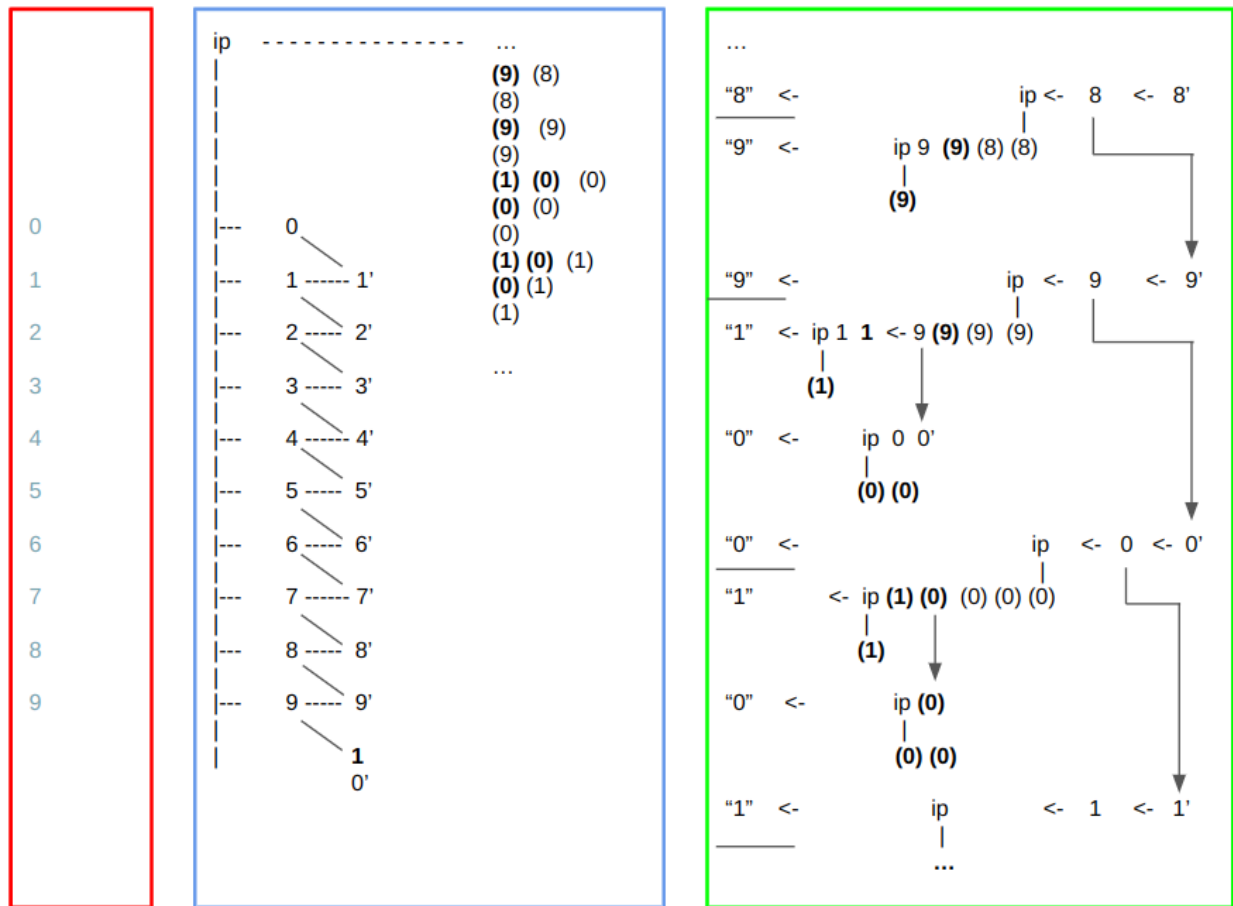 0
1
2
3
4
5
6
7
8
9
ip - - - - - - - - - - - - - - - …
(9) (8)
(8)
(9) (9)
(9)
(1) (0) (0)
(0) (0)
(0)
(1) (0) (1)
(0) (1)
(1)
…
|--- 0
|--- 1 ------ 1’
|--- 2 ----- 2’
|--- 3 ----- 3’
|--- 4 ------ 4’
|--- 5 ----- 5’
|--- 6 ----- 6’
|--- 7 ------ 7’
|--- 8 ----- 8’
|--- 9 ----- 9’
1
0’
…
“8” <- ip <- 8 <- 8’
“9” <- ip 9 (9) (8) (8)
(9)
“9” <- ip <- 9 <- 9’
“1” <- ip 1 1 <- 9 (9) (9) (9)
(1)
“0” <- ip 0 0’
(0) (0)
“0” <- ip <- 0 <- 0’
“1” <- ip (1) (0) (0) (0) (0)
(1)
“0” <- ip (0)
(0) (0)
“1” <- ip <- 1 <- 1’
...